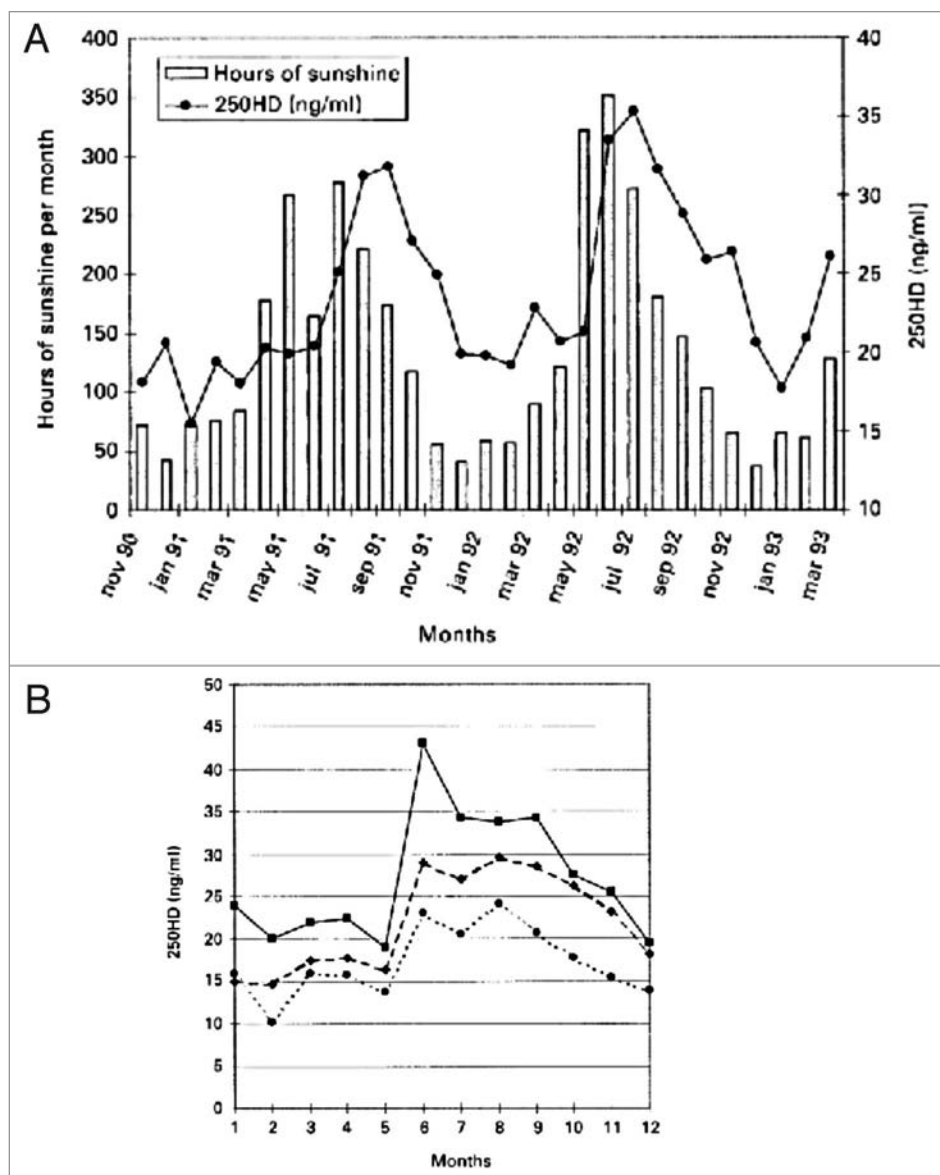 A
400
350
300
250
200
150
100
50
0
Hours of sunshine per month
Hours of sunshine
250HD (ng/ml)
40
35
30
25
20
15
10
250HD (ng/ml)
nov 90
jan 91
mar 91
may 91
jul 91
sep 91
nov 91
jan 92
mar 92
may 92
jul 92
sep 92
nov 92
jan 93
mar 93
Months
B
50
45
40
35
30
25
20
15
10
5
0
250HD (ng/ml)
1 2 3 4 5 6 7 8 9 10 11 12
Months